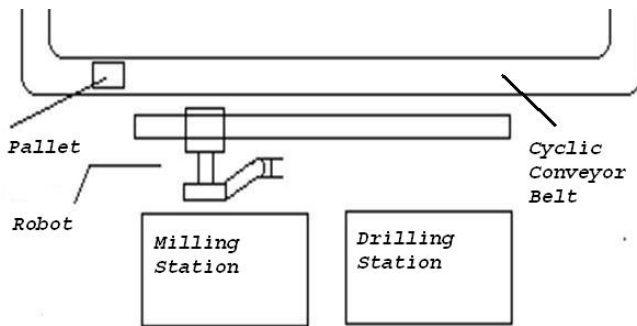 Pallet
Cyclic
Conveyor
Belt
Robot
Milling
Station
Drilling
Station